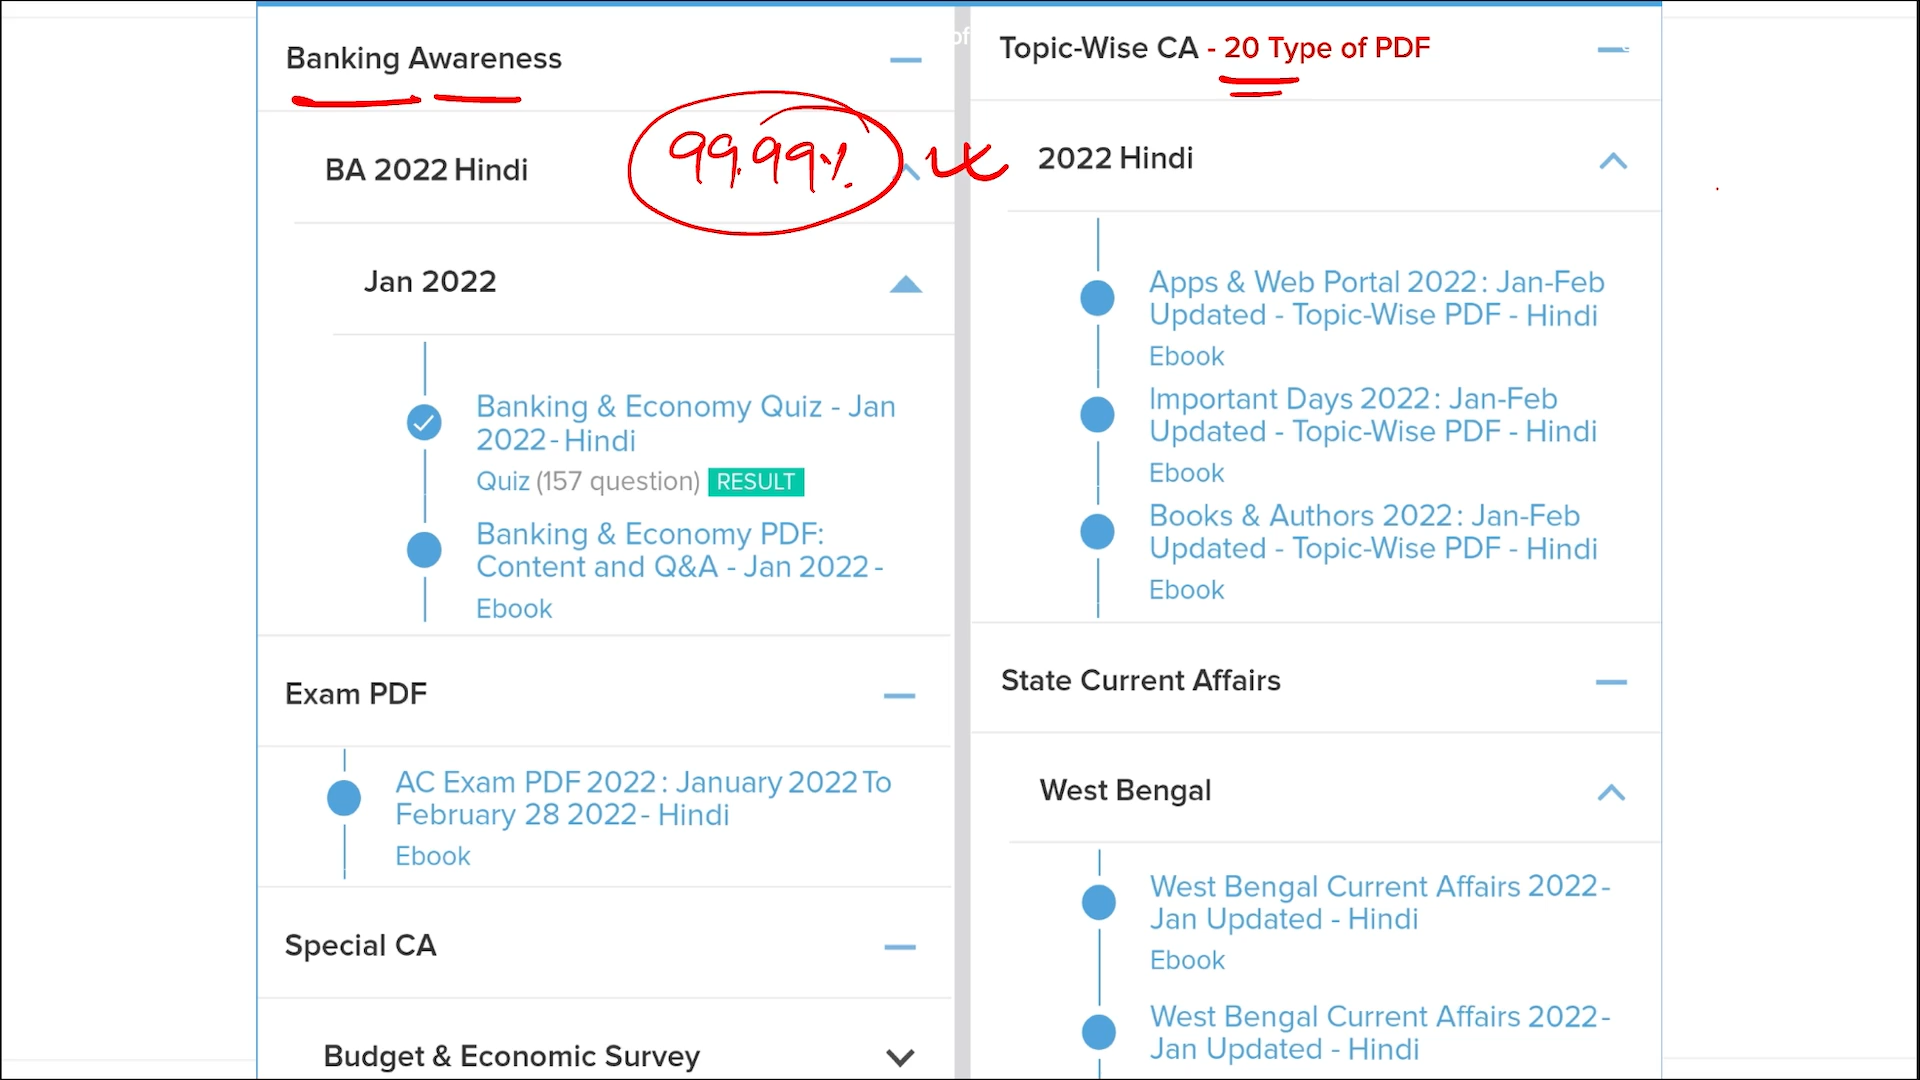 Banking Awareness
99.99%
BA 2022 Hindi
Jan 2022
Banking & Economy Quiz - Jan
2022- Hindi
Quiz (157 question) RESULT
Banking & Economy PDF:
Content and Q&A - Jan 2022 -
Ebook
Exam PDF
AC Exam PDF 2022: January 2022 To
February 28 2022- Hindi
Ebook
Special CA
Budget & Economic Survey
of
Topic-Wise CA - 20 Type of PDF
2022 Hindi
Apps & Web Portal 2022: Jan-Feb
Updated - Topic-Wise PDF - Hindi
Ebook
Important Days 2022: Jan-Feb
Updated - Topic-Wise PDF - Hindi
Ebook
Books & Authors 2022: Jan-Feb
Updated - Topic-Wise PDF - Hindi
Ebook
State Current Affairs
West Bengal
West Bengal Current Affairs 2022-
Jan Updated - Hindi
Ebook
West Bengal Current Affairs 2022-
Jan Updated - Hindi